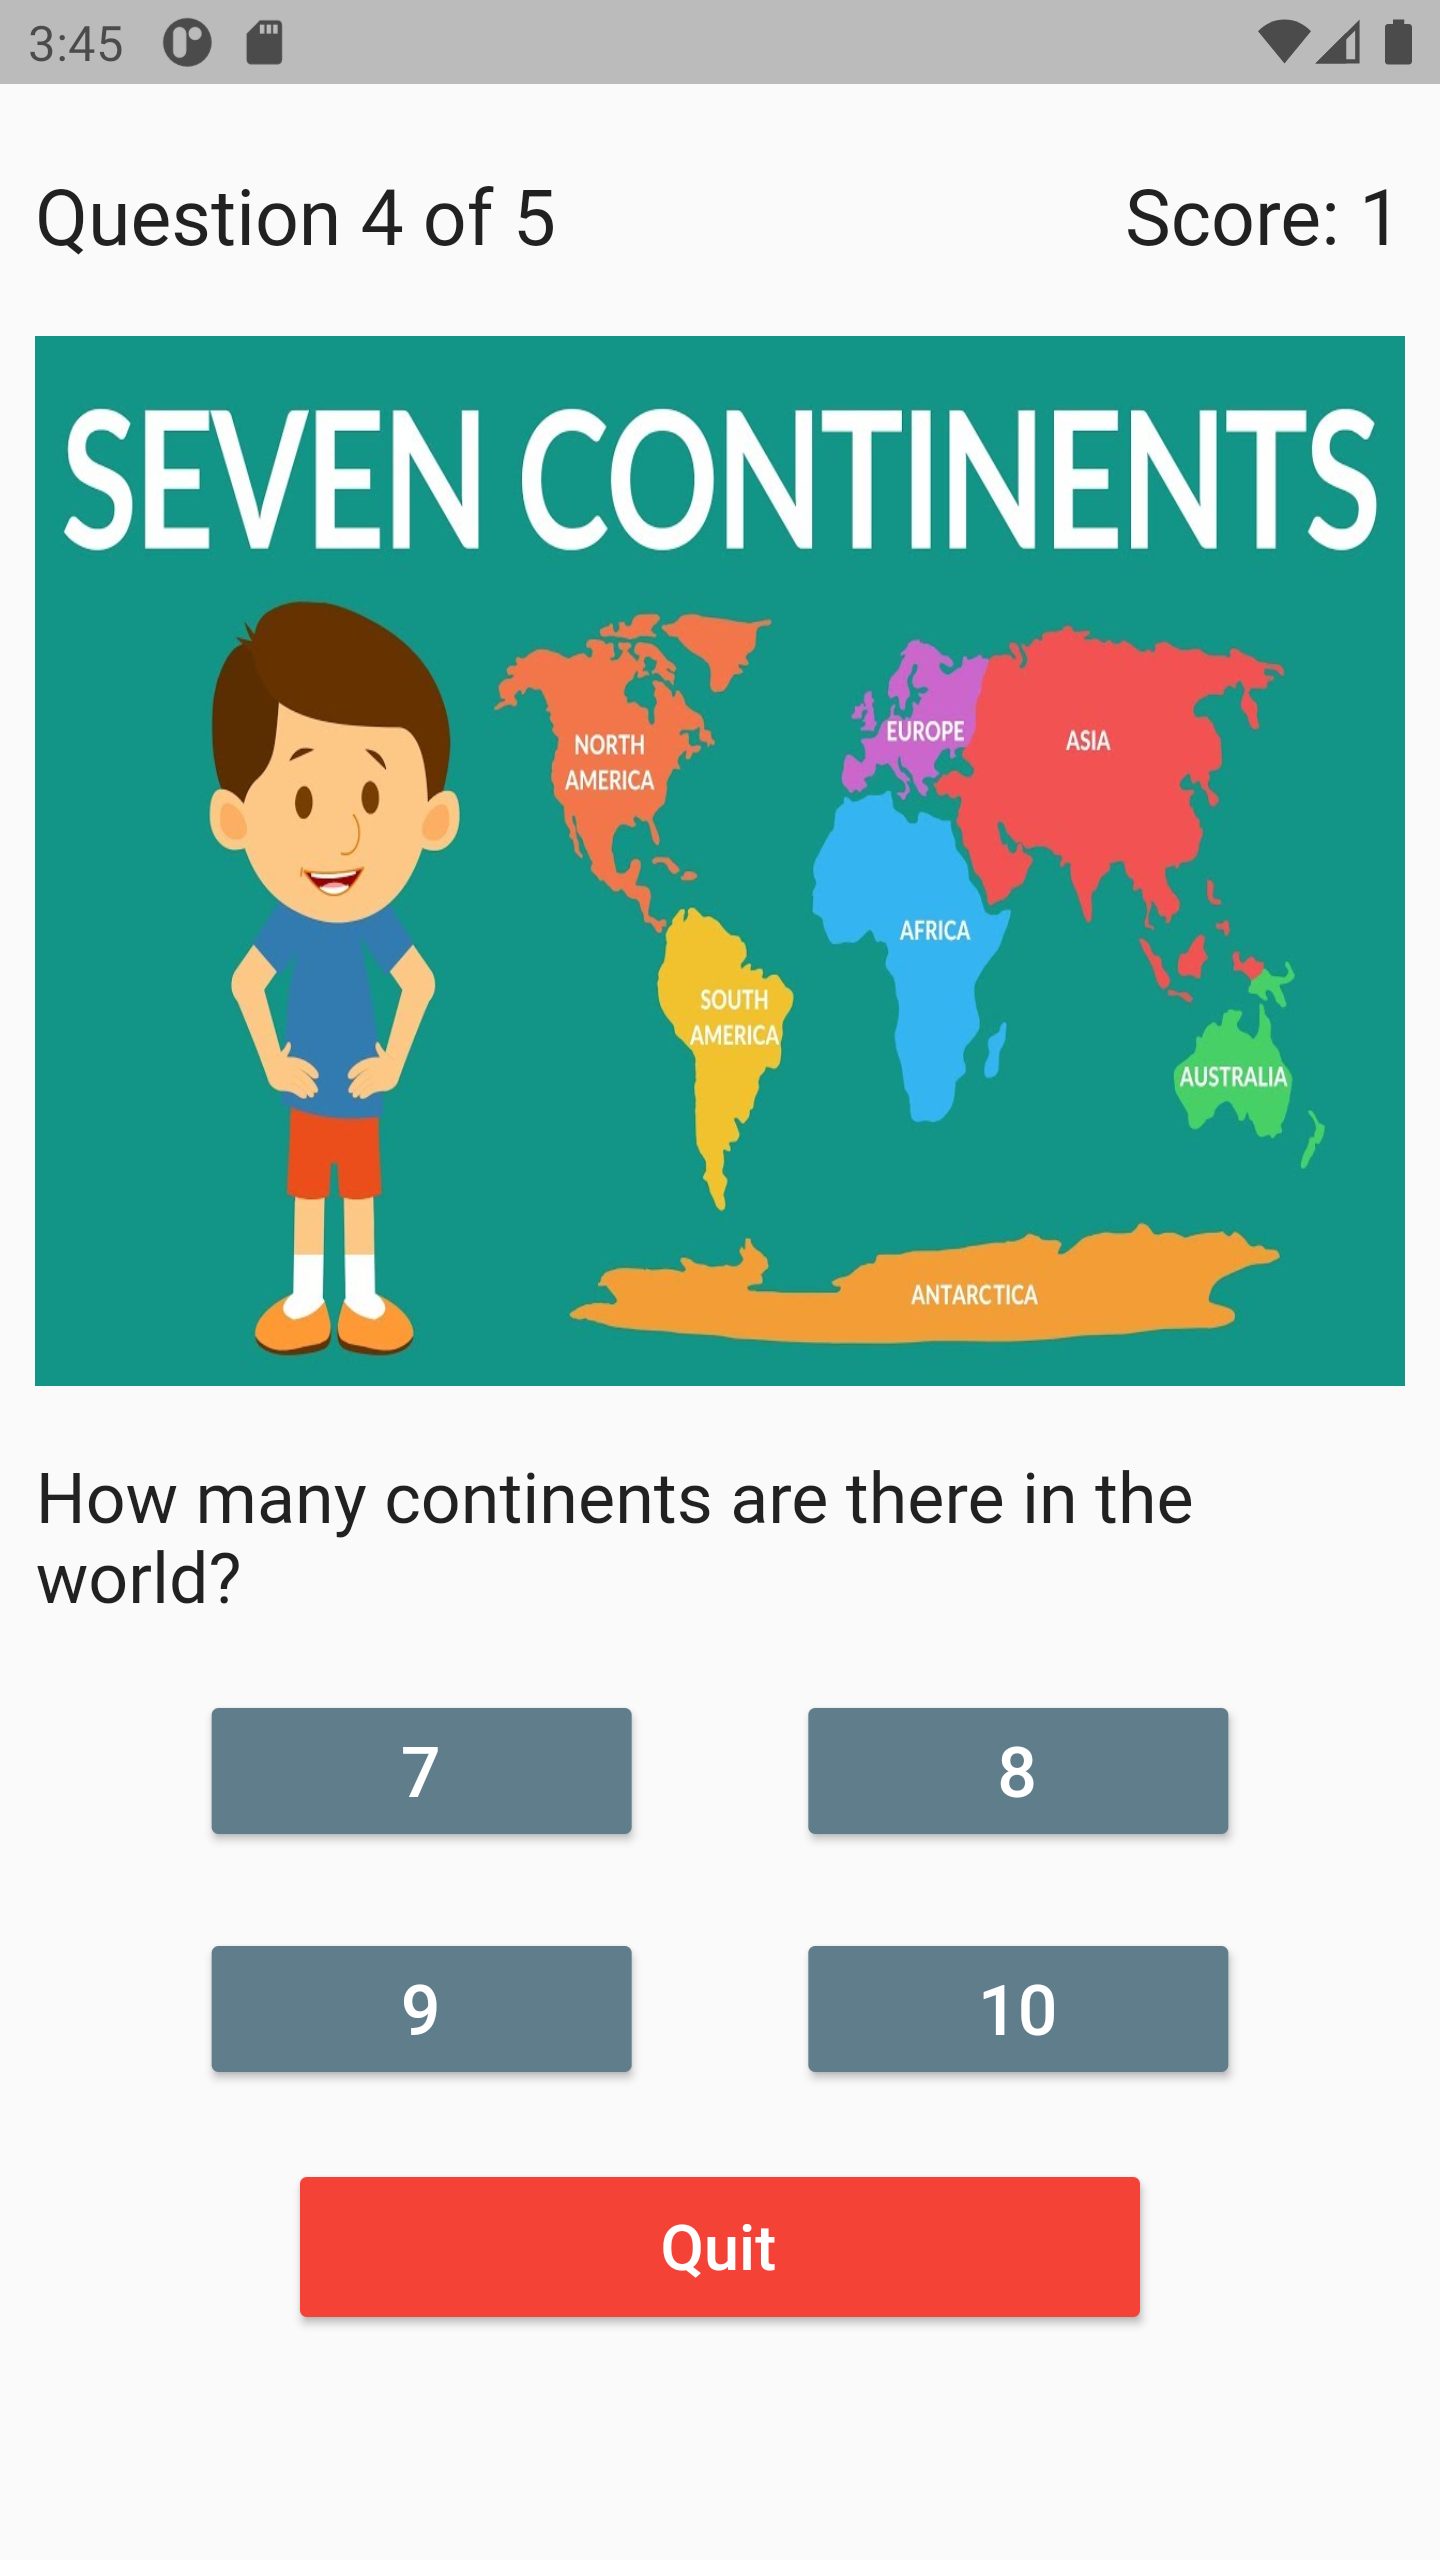 3:45
Question 4 of 5
Score: 1
SEVEN CONTINENTS
NORTH
AMERICA
EUROPE
ASIA
AFRICA
SOUTH
AMERICA
AUSTRALIA
ANTARCTICA
How many continents are there in the
world?
7
8
9
10
Quit